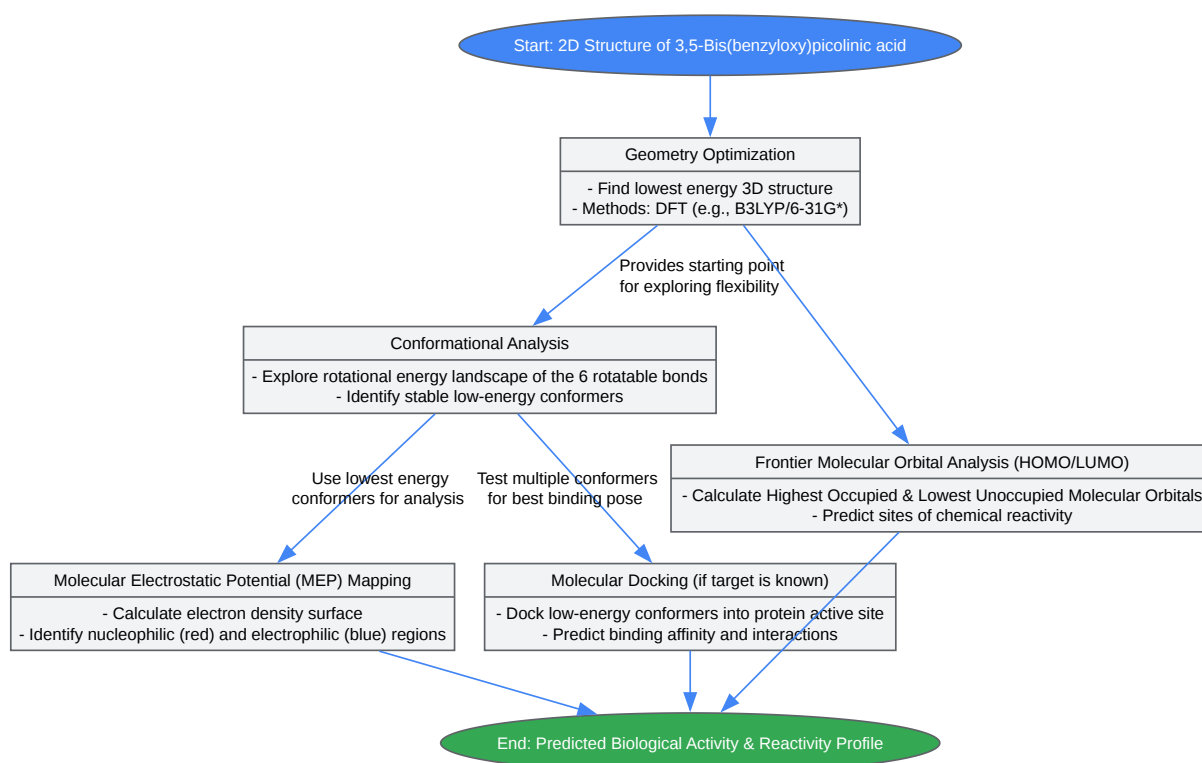 Start: 2D Structure of 3,5-Bis(benzyloxy)picolinic acid
Geometry Optimization
- Find lowest energy 3D structure
- Methods: DFT (e.g., B3LYP/6-31G*)
Provides starting point
for exploring flexibility
Conformational Analysis
- Explore rotational energy landscape of the 6 rotatable bonds
- Identify stable low-energy conformers
Frontier Molecular Orbital Analysis (HOMO/LUMO)
- Calculate Highest Occupied & Lowest Unoccupied Molecular Orbitals
- Predict sites of chemical reactivity
Use lowest energy
conformers for analysis
Test multiple conformers
for best binding pose
Molecular Electrostatic Potential (MEP) Mapping
- Calculate electron density surface
- Identify nucleophilic (red) and electrophilic (blue) regions
Molecular Docking (if target is known)
- Dock low-energy conformers into protein active site
- Predict binding affinity and interactions
End: Predicted Biological Activity & Reactivity Profile